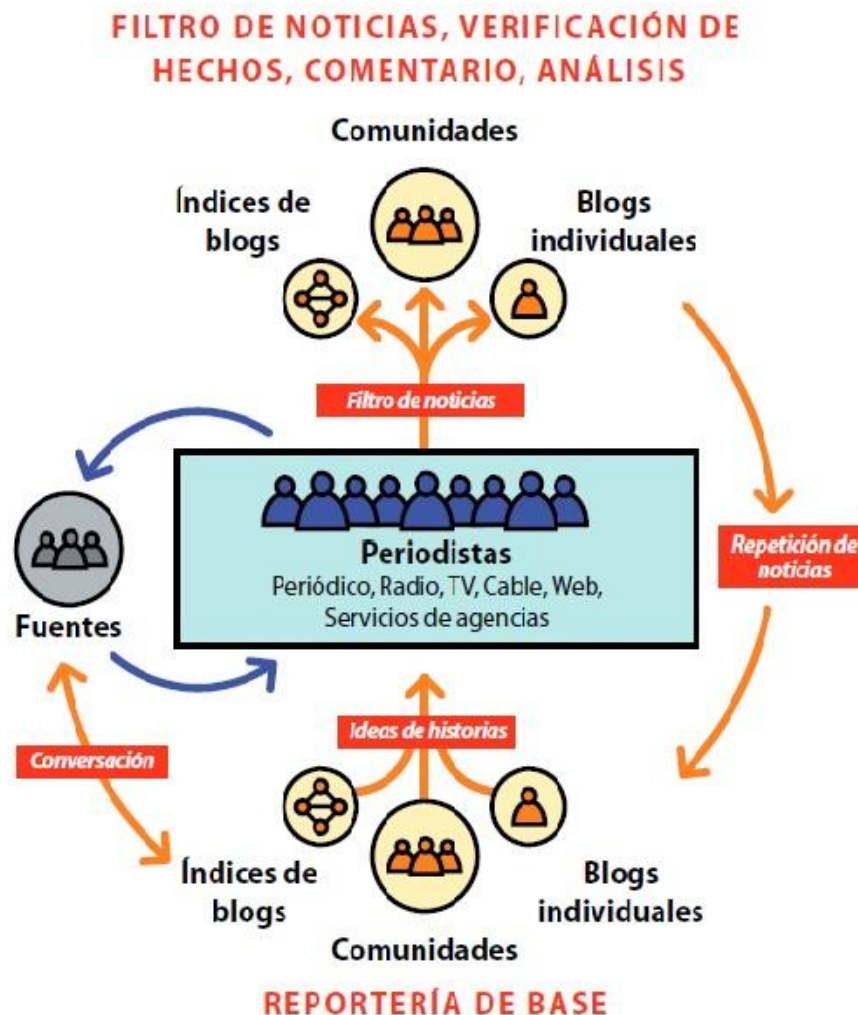 FILTRO DE NOTICIAS, VERIFICACIÓN DE
HECHOS, COMENTARIO, ANÁLISIS
Comunidades
Índices de
blogs
Blogs
individuales
Filtro de noticias
Periodistas
Periódico, Radio, TV, Cable, Web,
Servicios de agencias
Repetición de
noticias
Fuentes
Ideas de historias
Conversación
Índices de
blogs
Blogs
individuales
Comunidades
REPORTERÍA DE BASE